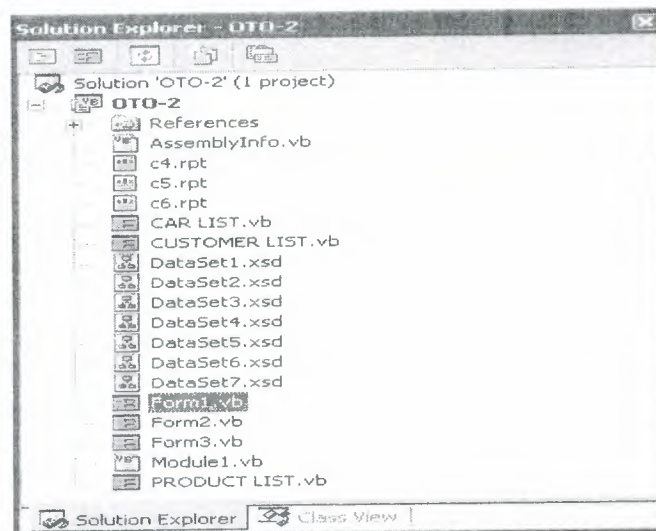 Solution Explorer - OTO-2
Solution 'OTO-2' (1 project)
OTO-2
References
AssemblyInfo.vb
c4.rpt
c5.rpt
c6.rpt
CAR LIST.vb
CUSTOMER LIST.vb
DataSet1.xsd
DataSet2.xsd
DataSet3.xsd
DataSet4.xsd
DataSet5.xsd
DataSet6.xsd
DataSet7.xsd
Form1.vb
Form2.vb
Form3.vb
Module1.vb
PRODUCT LIST.vb
Solution Explorer Class View